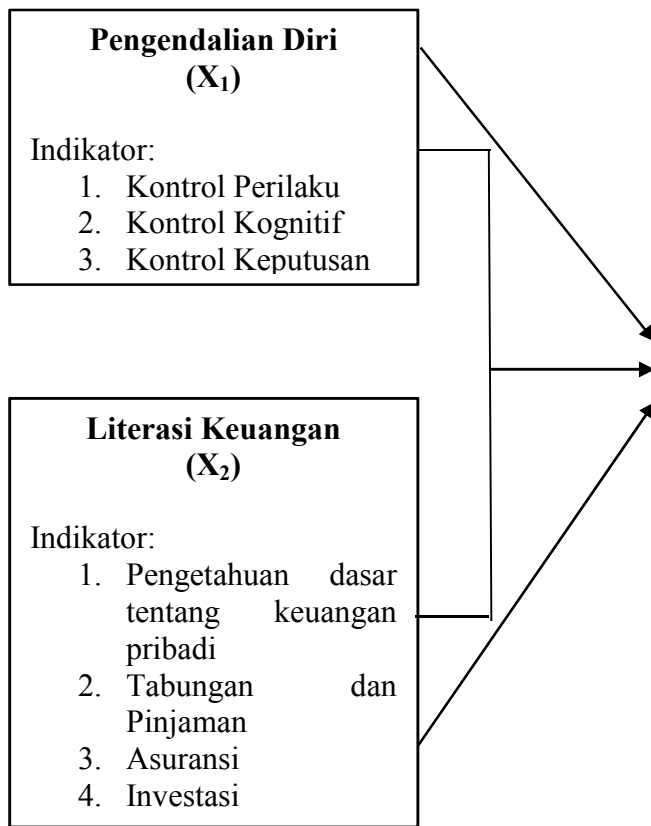 Pengendalian Diri
(X₁)
Indikator:
1. Kontrol Perilaku
2. Kontrol Kognitif
3. Kontrol Keputusan
Literasi Keuangan
(X₂)
Indikator:
1. Pengetahuan dasar
tentang keuangan
pribadi
2. Tabungan dan
Pinjaman
3. Asuransi
4. Investasi